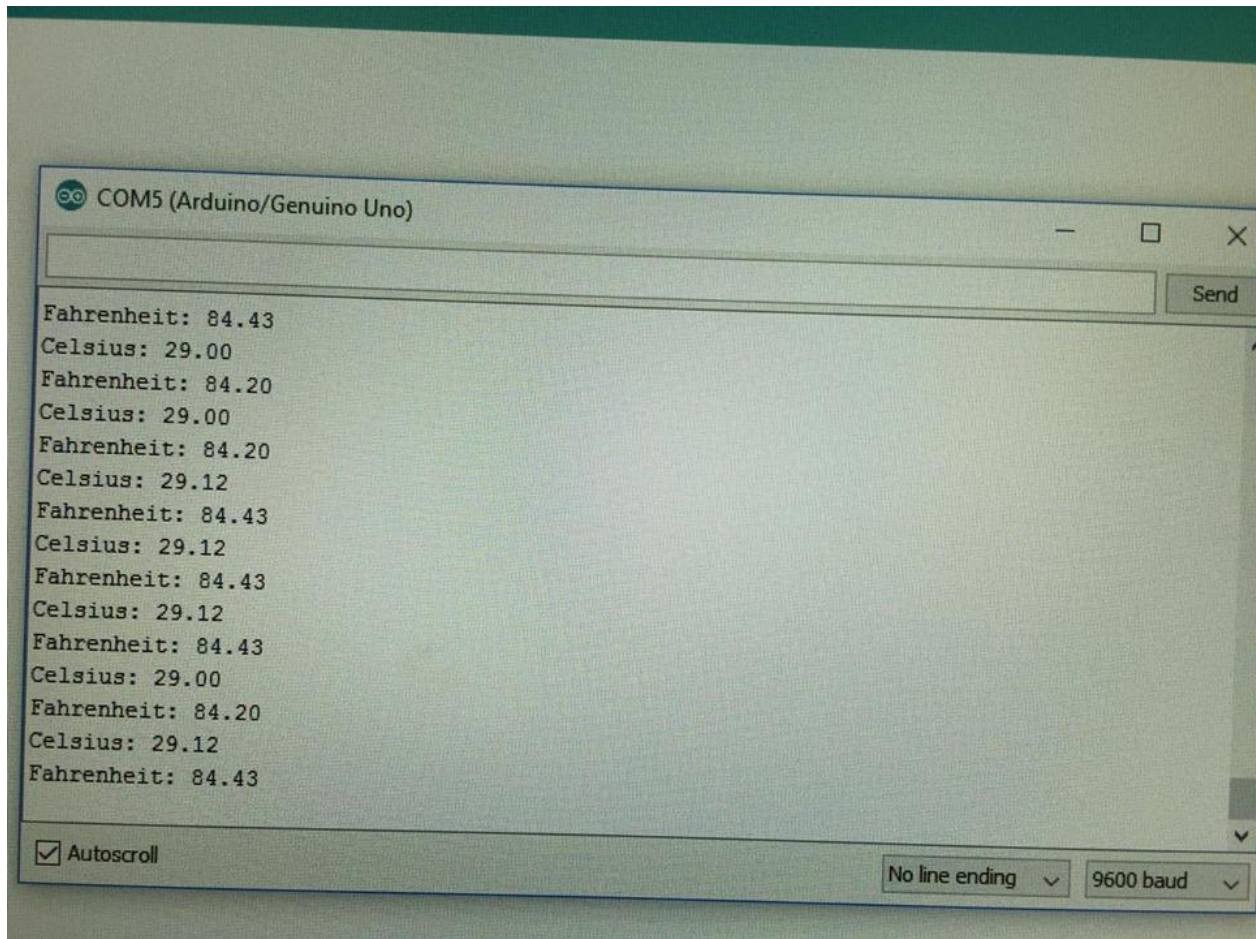 COM5 (Arduino/Genuino Uno)
Send
Fahrenheit: 84.43
Celsius: 29.00
Fahrenheit: 84.20
Celsius: 29.00
Fahrenheit: 84.20
Celsius: 29.12
Fahrenheit: 84.43
Celsius: 29.12
Fahrenheit: 84.43
Celsius: 29.12
Fahrenheit: 84.43
Celsius: 29.00
Fahrenheit: 84.20
Celsius: 29.12
Fahrenheit: 84.43
Autoscroll
No line ending
9600 baud